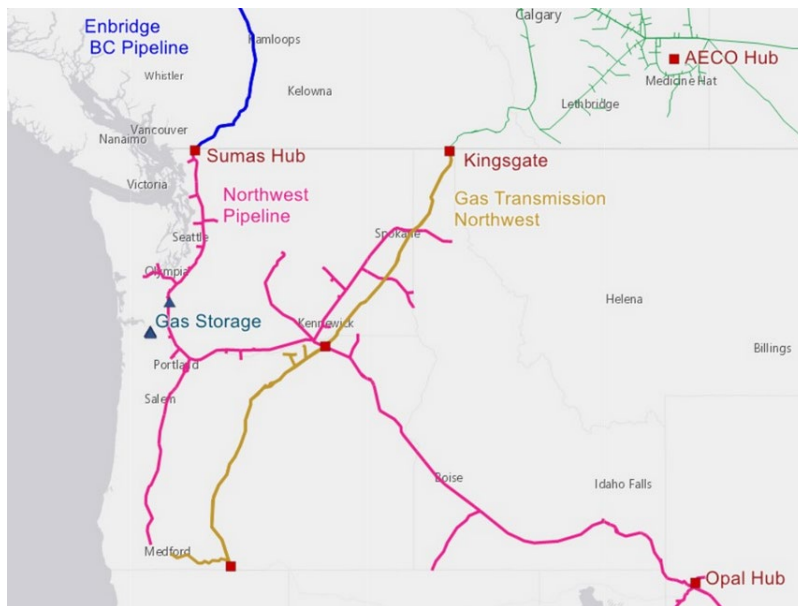 Enbridge
BC Pipeline
Calgary
Kamloops
Whistler
Kelowna
AECO Hub
Medicine Hat
Lethbridge
Vancouver
Nanaimo
Sumas Hub
Kingsgate
Victoria
Northwest
Pipeline
Gas Transmission
Northwest
Seattle
Spokane
Olympia
Helena
Gas Storage
Kennewick
Billings
Portland
Salem
Boise
Idaho Falls
Medford
Opal Hub